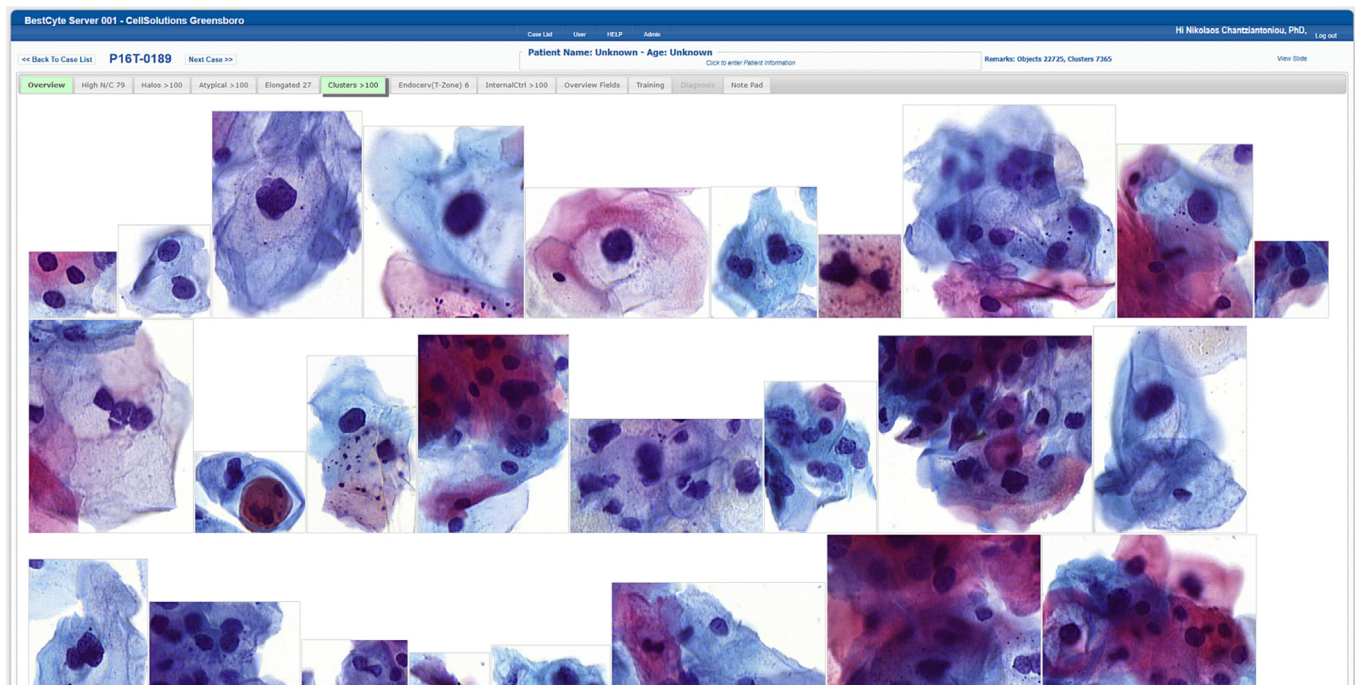 BestCyte Server 001 - CellSolutions Greensboro
Case List User HELP Admin
Hi Nikolaos Chantziantoniou, PhD, Log out
<< Back To Case List P16T-0189 Next Case >>
Patient Name: Unknown - Age: Unknown
Click to enter Patient Information
Remarks: Objects 22725, Clusters 7365
View Slide
Overview High N/C 79 Halos >100 Atypical >100 Elongated 27 Clusters >100 Endocerv(T-Zone) 6 InternalCtrl >100 Overview Fields Training Diagnosis Note Pad